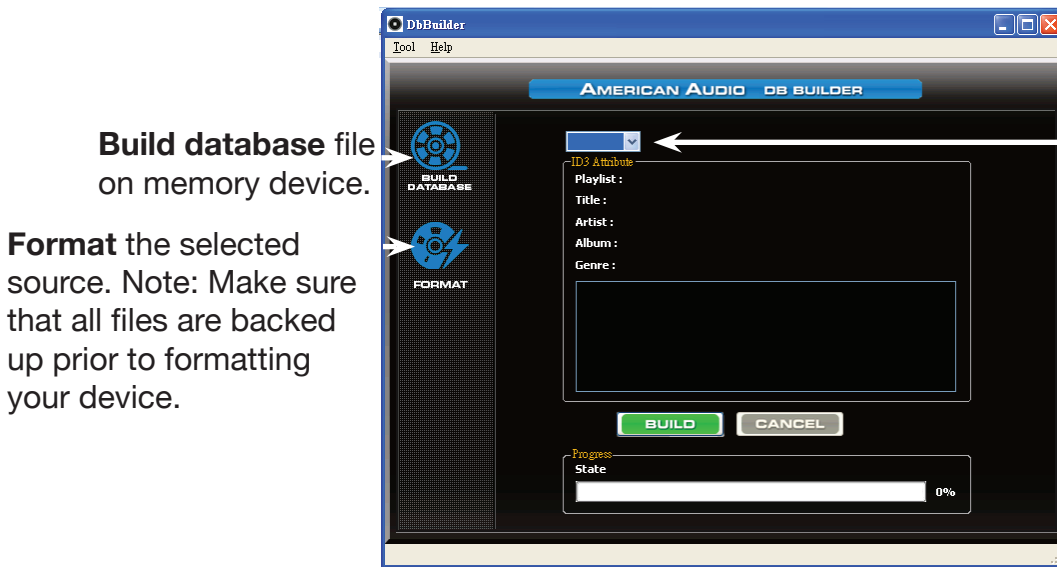 DbBuilder
Tool Help
AMERICAN AUDIO DB BUILDER
Build database file
on memory device.
BUILD
DATABASE
Format the selected
source. Note: Make sure
that all files are backed
up prior to formatting
your device.
FORMAT
ID3 Attribute
Playlist :
Title :
Artist :
Album :
Genre :
BUILD CANCEL
Progress
State
0%